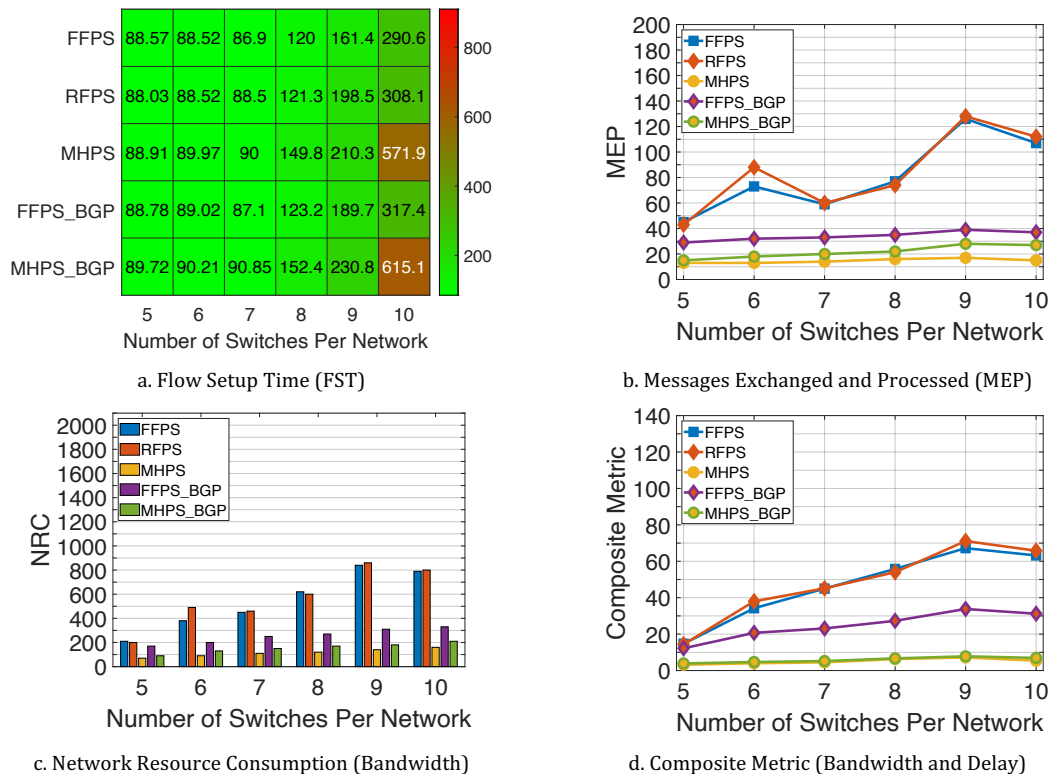 FFPS 88.57 88.52 86.9 120 161.4 290.6
RFPS 88.03 88.52 88.5 121.3 198.5 308.1
MHPS 88.91 89.97 90 149.8 210.3 571.9
FFPS_BGP 88.78 89.02 87.1 123.2 189.7 317.4
MHPS_BGP 89.72 90.21 90.85 152.4 230.8 615.1
5 6 7 8 9 10
Number of Switches Per Network
800
600
400
200
a. Flow Setup Time (FST)
MEP
200
180
160
140
120
100
80
60
40
20
0
FFPS
RFPS
MHPS
FFPS_BGP
MHPS_BGP
5 6 7 8 9 10
Number of Switches Per Network
b. Messages Exchanged and Processed (MEP)
NRC
2000
1800
1600
1400
1200
1000
800
600
400
200
0
FFPS
RFPS
MHPS
FFPS_BGP
MHPS_BGP
5 6 7 8 9 10
Number of Switches Per Network
c. Network Resource Consumption (Bandwidth)
Composite Metric
140
120
100
80
60
40
20
0
FFPS
RFPS
MHPS
FFPS_BGP
MHPS_BGP
5 6 7 8 9 10
Number of Switches Per Network
d. Composite Metric (Bandwidth and Delay)